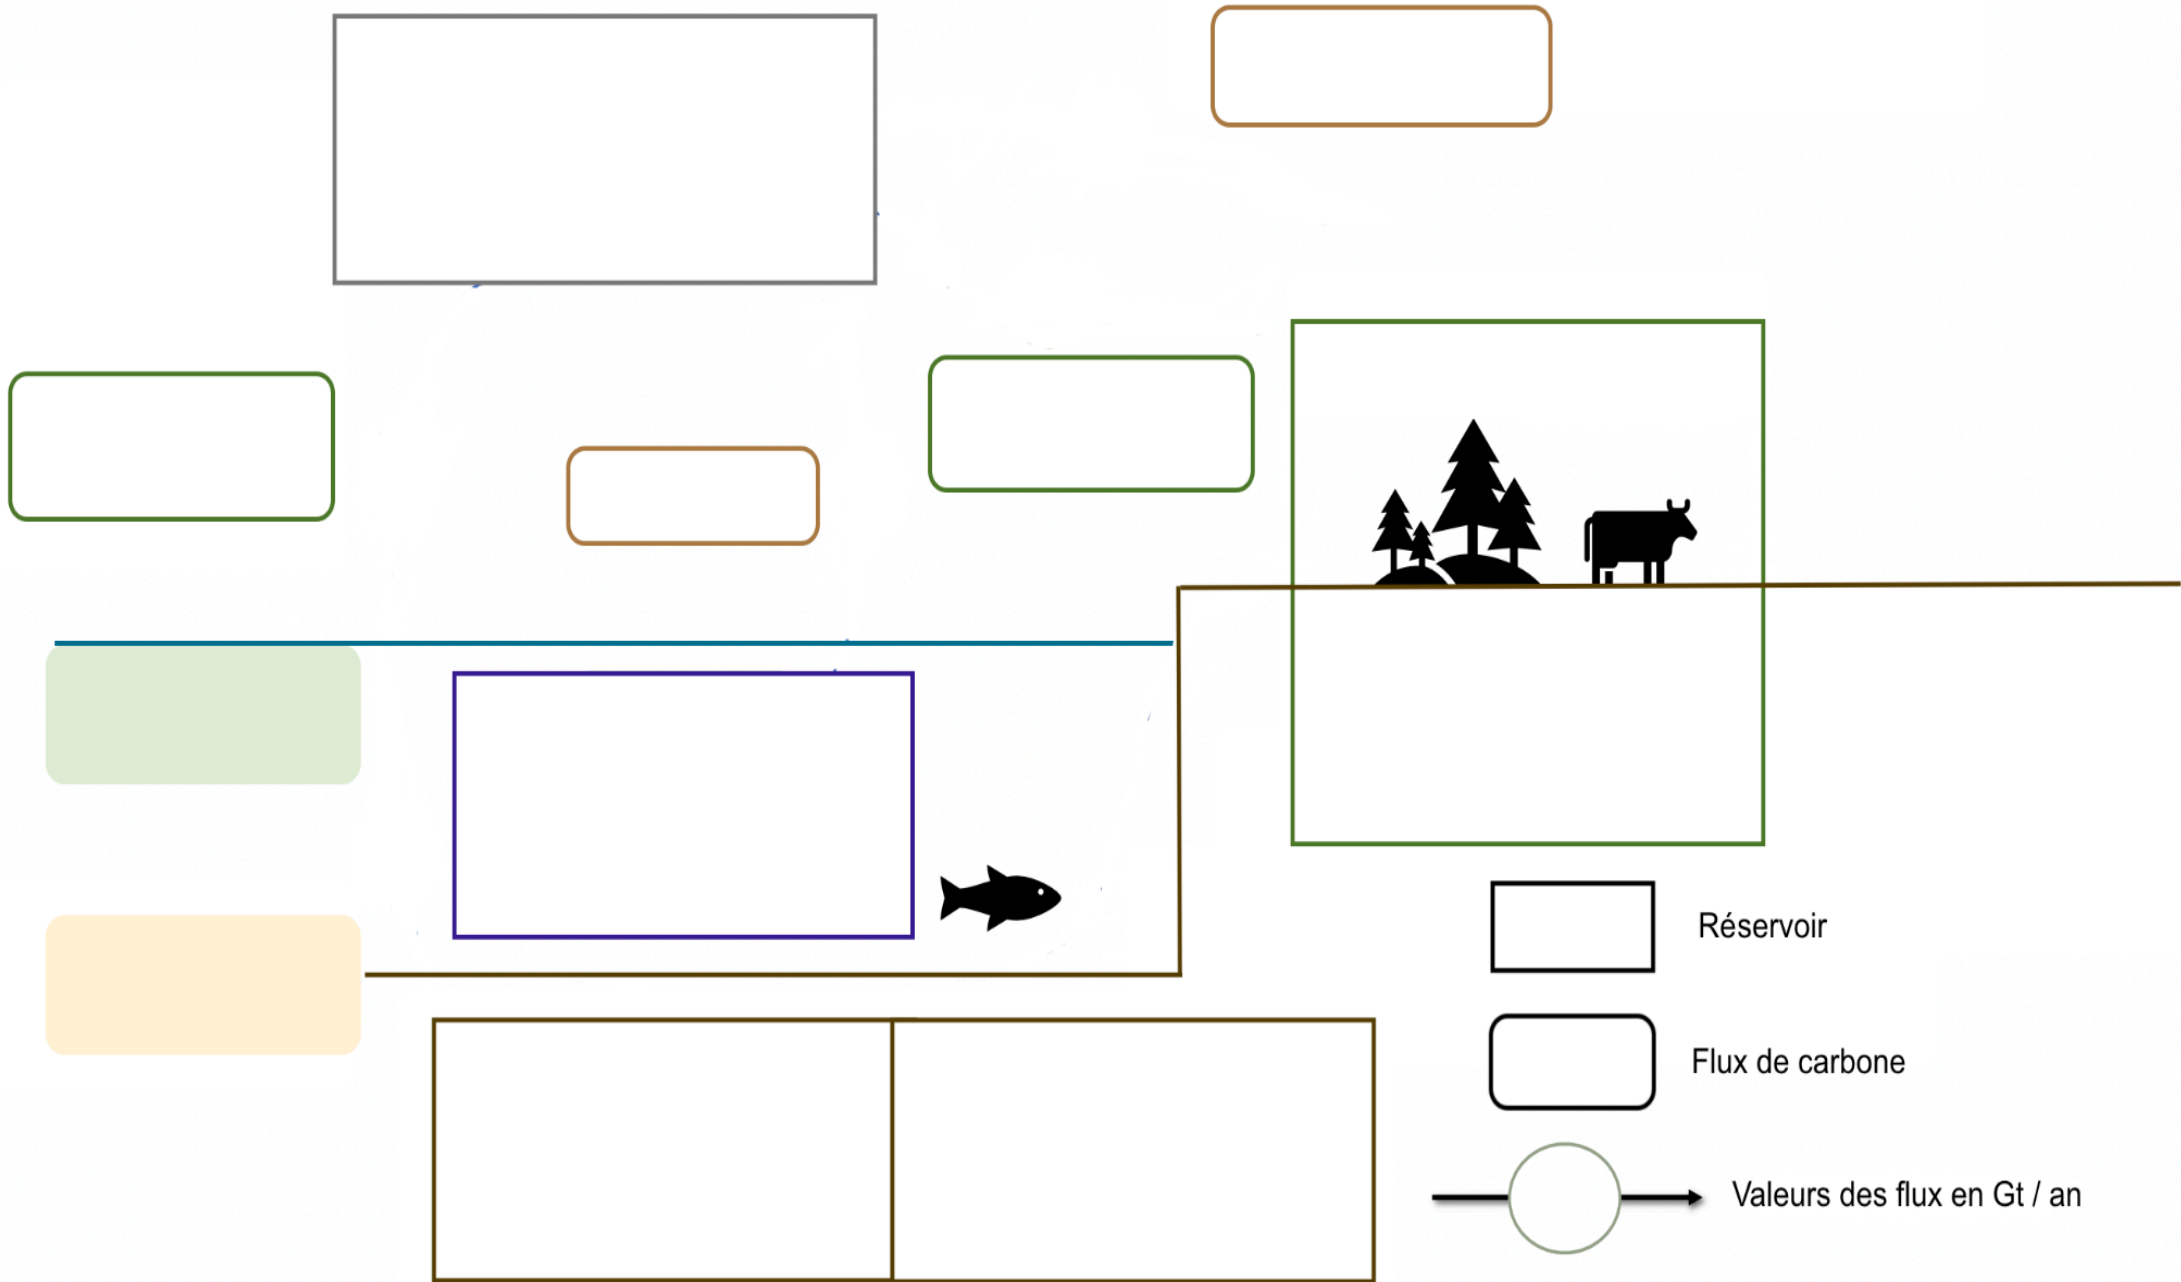 Réservoir
Flux de carbone
Valeurs des flux en Gt / an